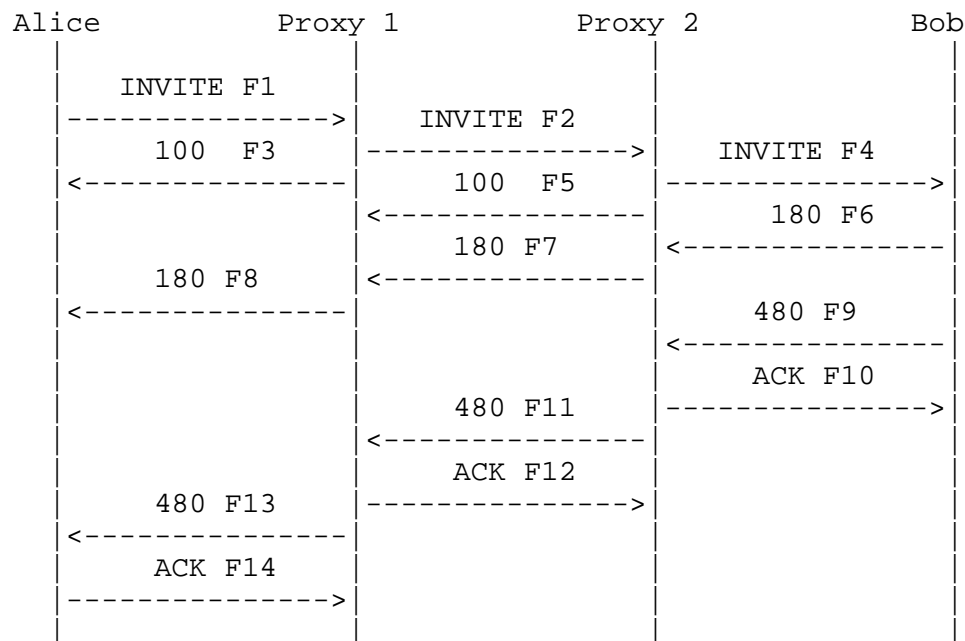 Alice Proxy 1 Proxy 2 Bob
INVITE F1
INVITE F2
100 F3 INVITE F4
100 F5
180 F6
180 F7
180 F8
480 F9
ACK F10
480 F11
ACK F12
480 F13
ACK F14